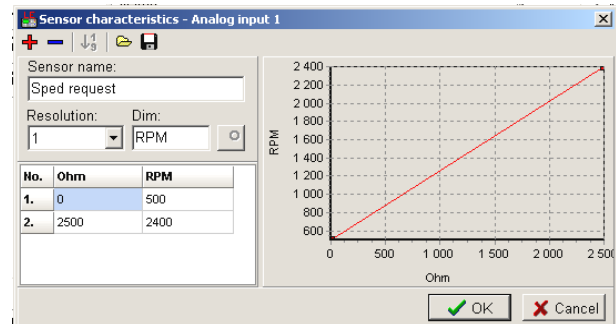 Sensor characteristics - Analog input 1
Sensor name:
Sped request
Resolution: Dim:
1 RPM
No. Ohm RPM
1. 0 500
2. 2500 2400
RPM
2 400
2 200
2 000
1 800
1 600
1 400
1 200
1 000
800
600
0 500 1 000 1 500 2 000 2 500
Ohm
OK Cancel